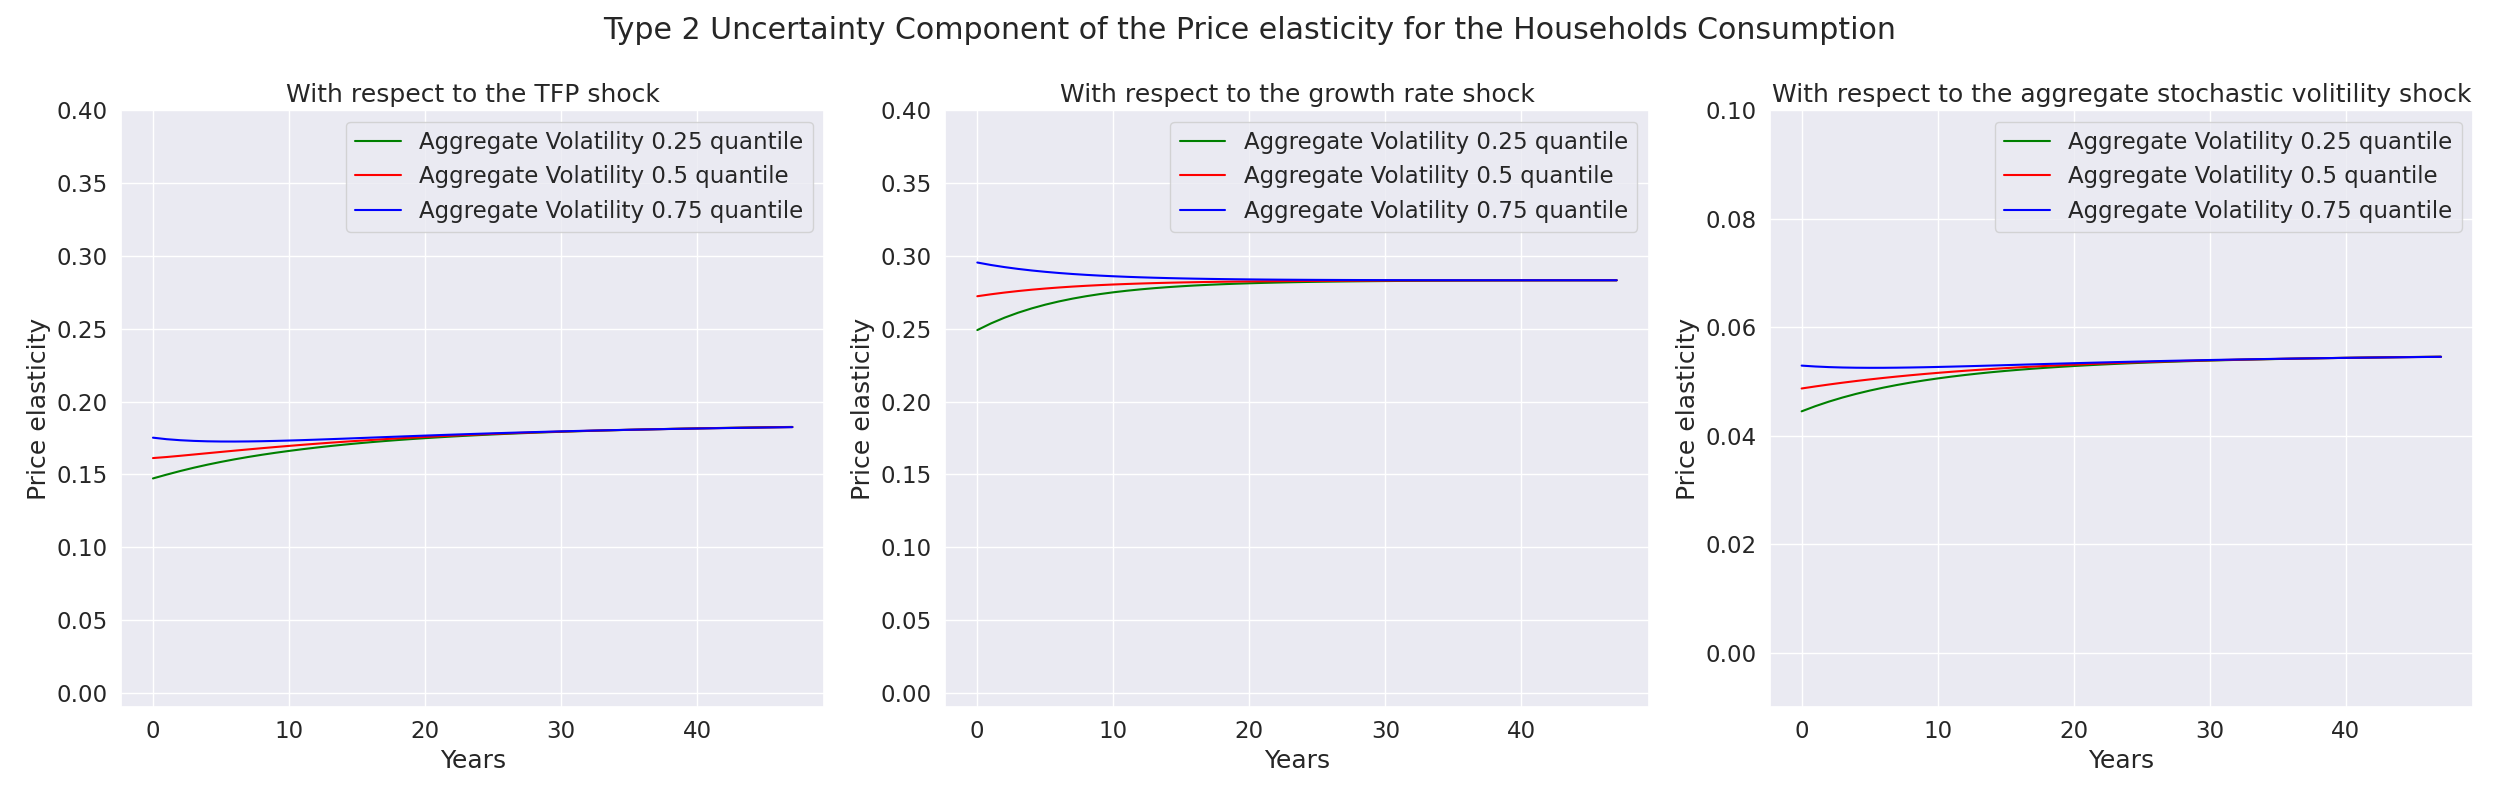 Type 2 Uncertainty Component of the Price elasticity for the Households Consumption
With respect to the TFP shock
0.40
0.35
0.30
0.25
0.20
0.15
0.10
0.05
0.00
Price elasticity
Aggregate Volatility 0.25 quantile
Aggregate Volatility 0.5 quantile
Aggregate Volatility 0.75 quantile
0 10 20 30 40
Years
With respect to the growth rate shock
0.40
0.35
0.30
0.25
0.20
0.15
0.10
0.05
0.00
Price elasticity
Aggregate Volatility 0.25 quantile
Aggregate Volatility 0.5 quantile
Aggregate Volatility 0.75 quantile
0 10 20 30 40
Years
With respect to the aggregate stochastic volitility shock
0.10
0.08
0.06
0.04
0.02
0.00
Price elasticity
Aggregate Volatility 0.25 quantile
Aggregate Volatility 0.5 quantile
Aggregate Volatility 0.75 quantile
0 10 20 30 40
Years